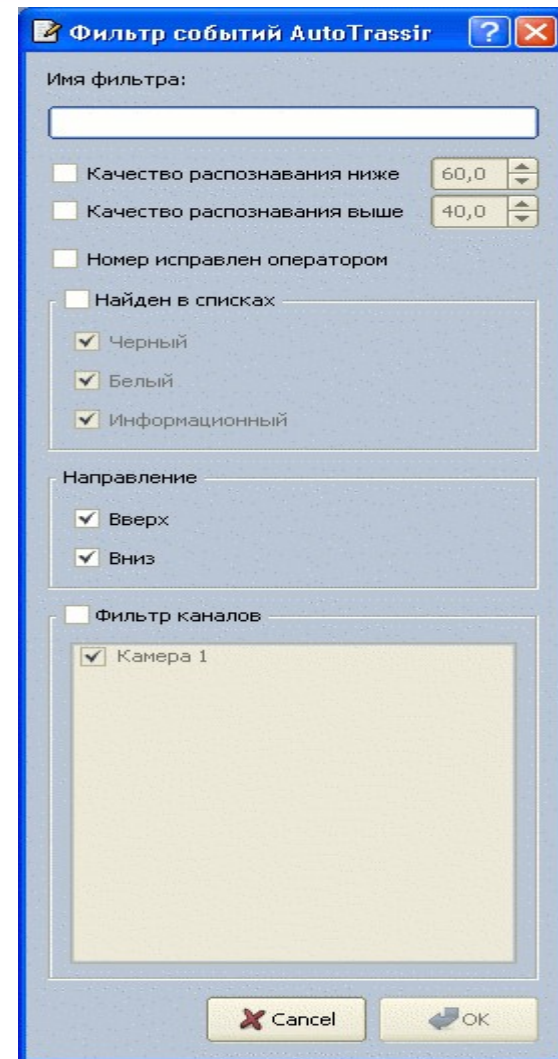 Фильтр событий AutoTrassir
Имя фильтра:
Качество распознавания ниже 60,0
Качество распознавания выше 40,0
Номер исправлен оператором
Найден в списках
Черный
Белый
Информационный
Направление
Вверх
Вниз
Фильтр каналов
Камера 1
Cancel OK